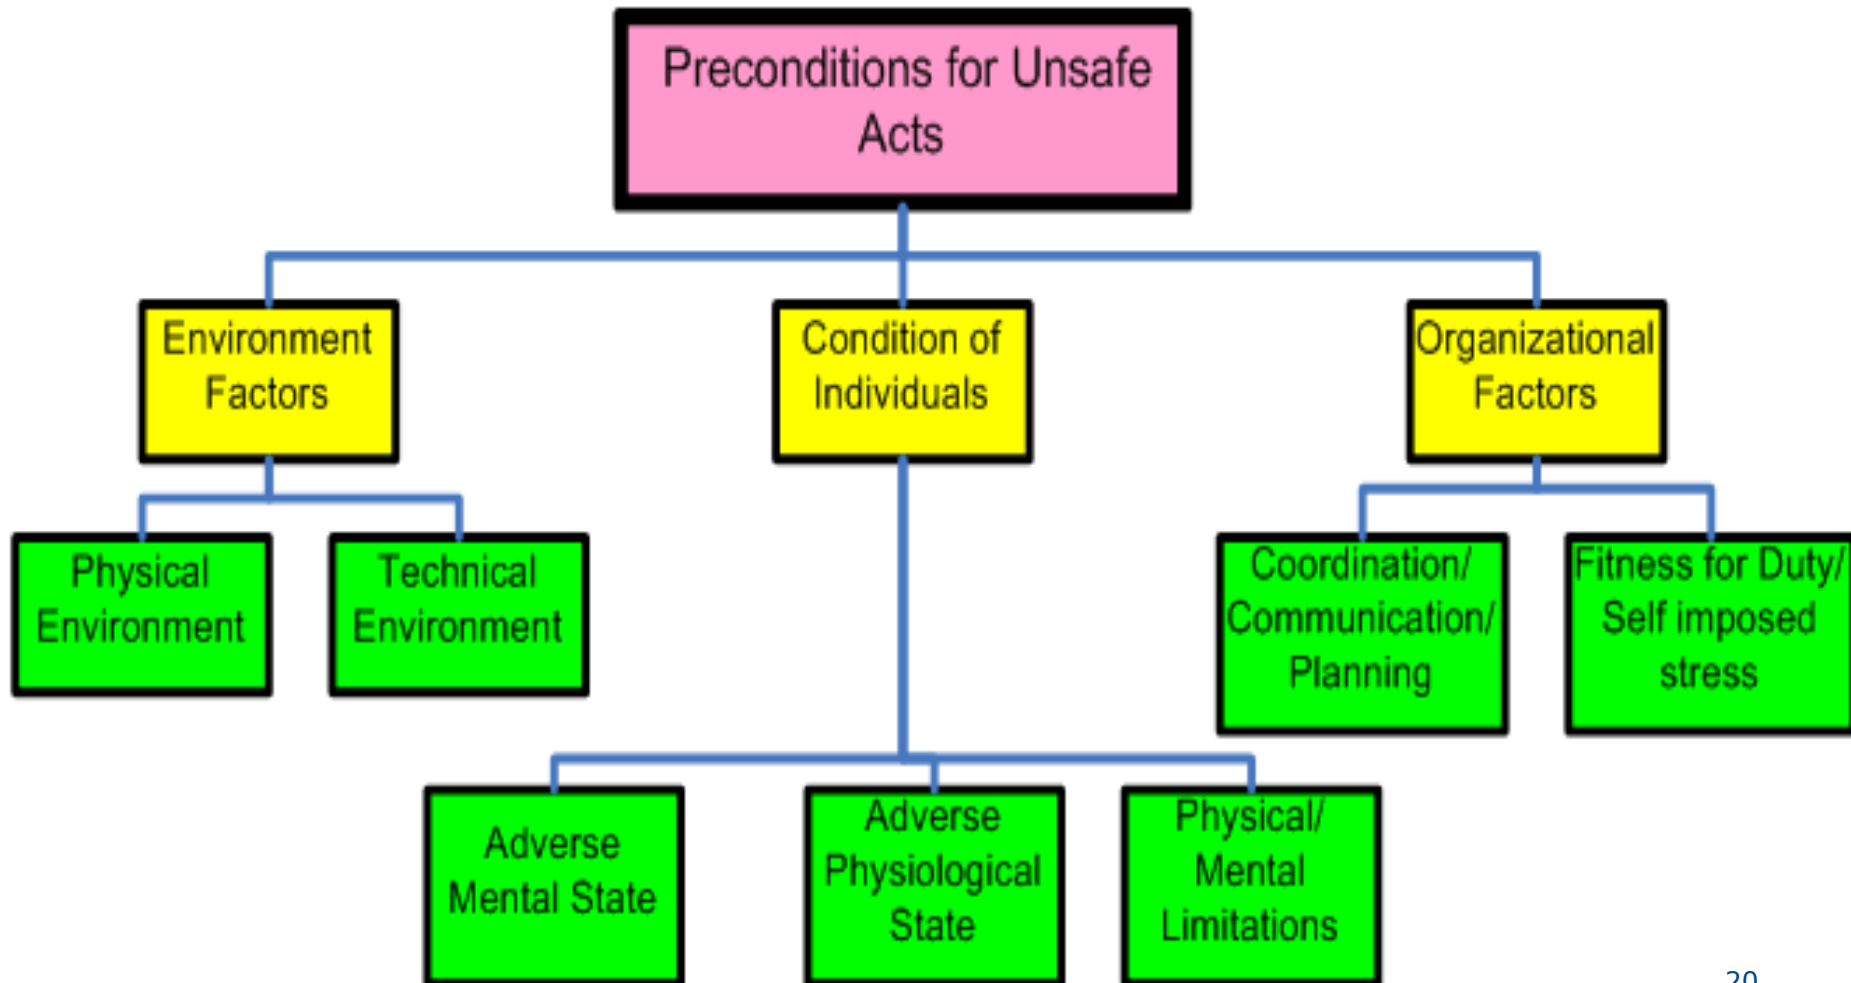 Preconditions for Unsafe
Acts
Environment
Factors
Condition of
Individuals
Organizational
Factors
Physical
Environment
Technical
Environment
Coordination/
Communication/
Planning
Fitness for Duty/
Self imposed
stress
Adverse
Mental State
Adverse
Physiological
State
Physical/
Mental
Limitations
20